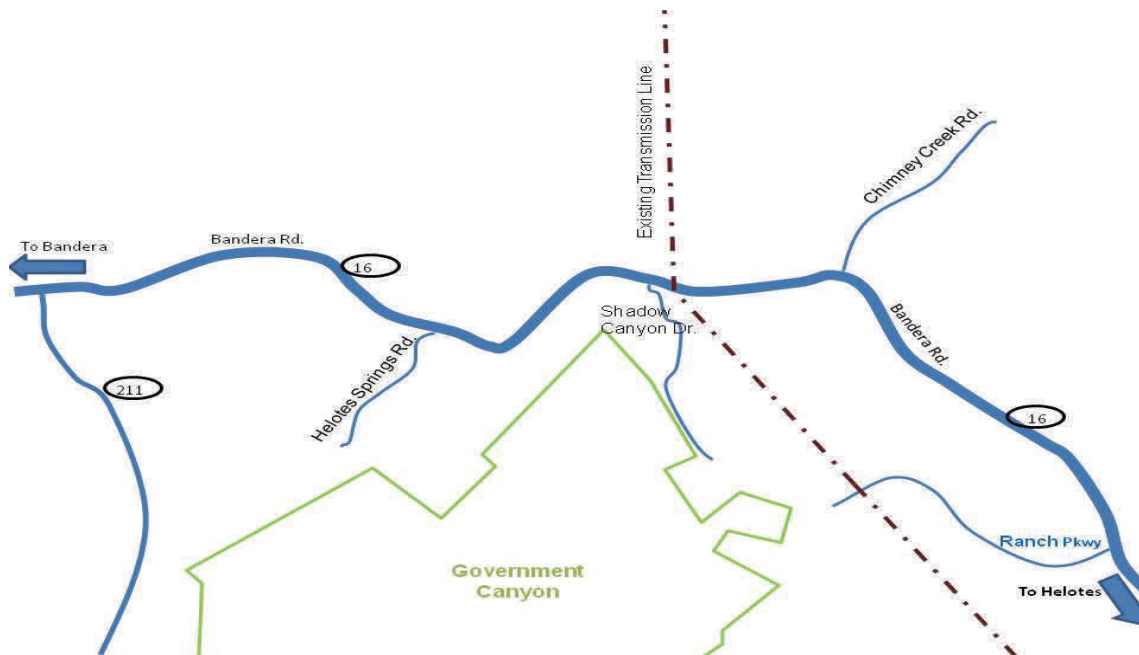 Existing Transmission Line
Chimney Creek Rd.
To Bandera
Bandera Rd.
16
Shadow
Canyon Dr.
Bandera Rd.
Helotes Springs Rd.
211
16
Ranch Pkwy
Government
Canyon
To Helotes